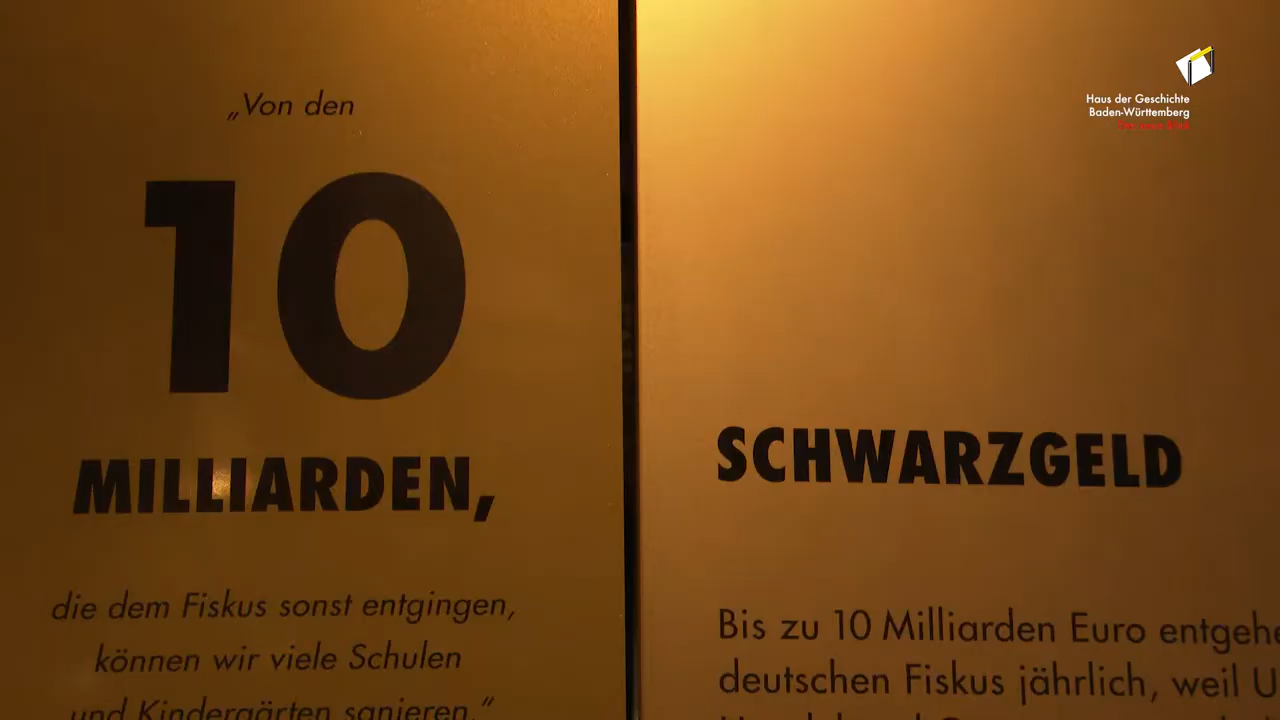 „Von den
10
MILLIARDEN,
die dem Fiskus sonst entgingen,
können wir viele Schulen
und Kindergärten sanieren.“
SCHWARZGELD
Bis zu 10 Milliarden Euro entgehe
deutschen Fiskus jährlich, weil U
Haus der Geschichte
Baden-Württemberg